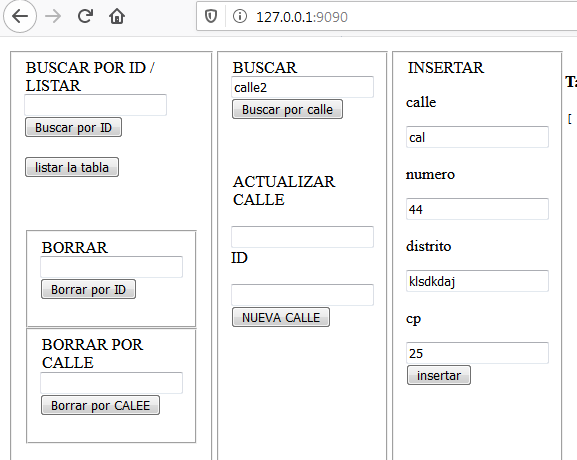 127.0.0.1:9090
BUSCAR POR ID /
LISTAR
Buscar por ID
listar la tabla
BORRAR
Borrar por ID
BORRAR POR
CALLE
Borrar por CALEE
BUSCAR
calle2
Buscar por calle
ACTUALIZAR
CALLE
ID
NUEVA CALLE
INSERTAR
calle
cal
numero
44
distrito
klsdkdaj
cp
25
insertar
[